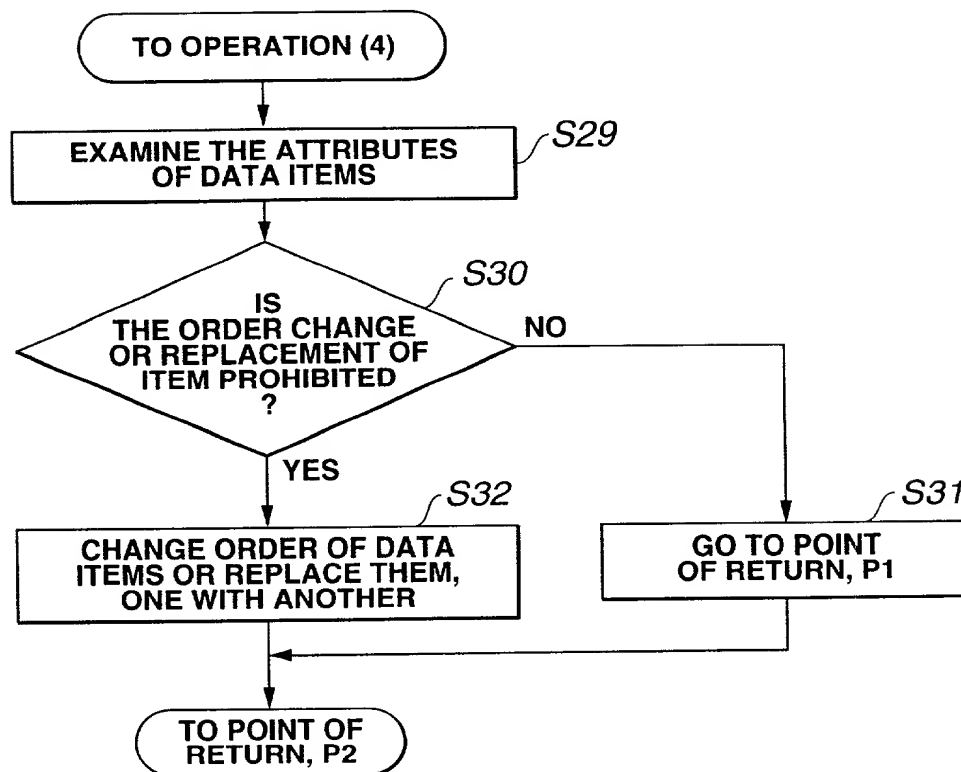 TO OPERATION (4)
S29
EXAMINE THE ATTRIBUTES
OF DATA ITEMS
S30
IS
THE ORDER CHANGE
OR REPLACEMENT OF
ITEM PROHIBITED
?
NO
YES
S32
CHANGE ORDER OF DATA
ITEMS OR REPLACE THEM,
ONE WITH ANOTHER
S31
GO TO POINT
OF RETURN, P1
TO POINT OF
RETURN, P2